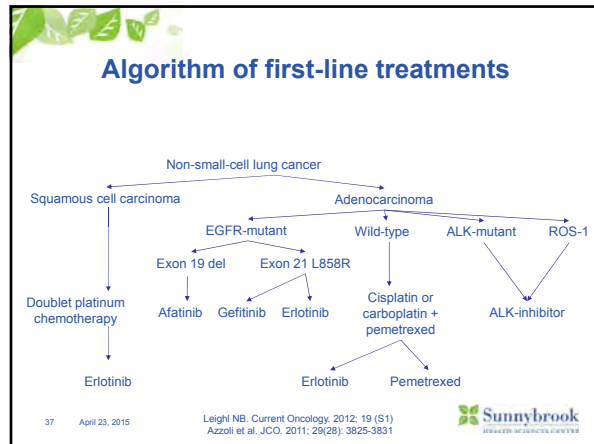 Algorithm of first-line treatments
Non-small-cell lung cancer
Squamous cell carcinoma
Adenocarcinoma
EGFR-mutant
Wild-type
ALK-mutant
ROS-1
Exon 19 del
Exon 21 L858R
Doublet platinum
chemotherapy
Afatinib
Gefitinib
Erlotinib
Cisplatin or
carboplatin +
pemetrexed
ALK-inhibitor
Erlotinib
Erlotinib
Pemetrexed
37
April 23, 2015
Leighl NB. Current Oncology. 2012; 19 (S1)
Azzoli et al. JCO. 2011; 29(28): 3825-3831
Sunnybrook
HEALTH SCIENCES CENTRE